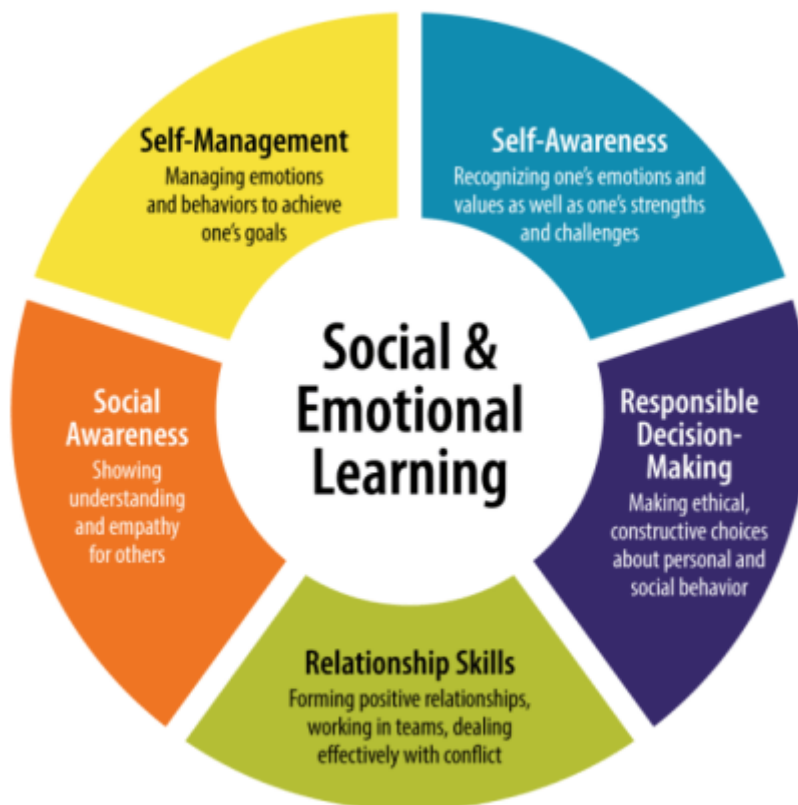 Self-Management
Managing emotions
and behaviors to achieve
one's goals
Self-Awareness
Recognizing one's emotions and
values as well as one's strengths
and challenges
Social &
Emotional
Learning
Social
Awareness
Showing
understanding
and empathy
for others
Responsible
Decision-
Making
Making ethical,
constructive choices
about personal and
social behavior
Relationship Skills
Forming positive relationships,
working in teams, dealing
effectively with conflict